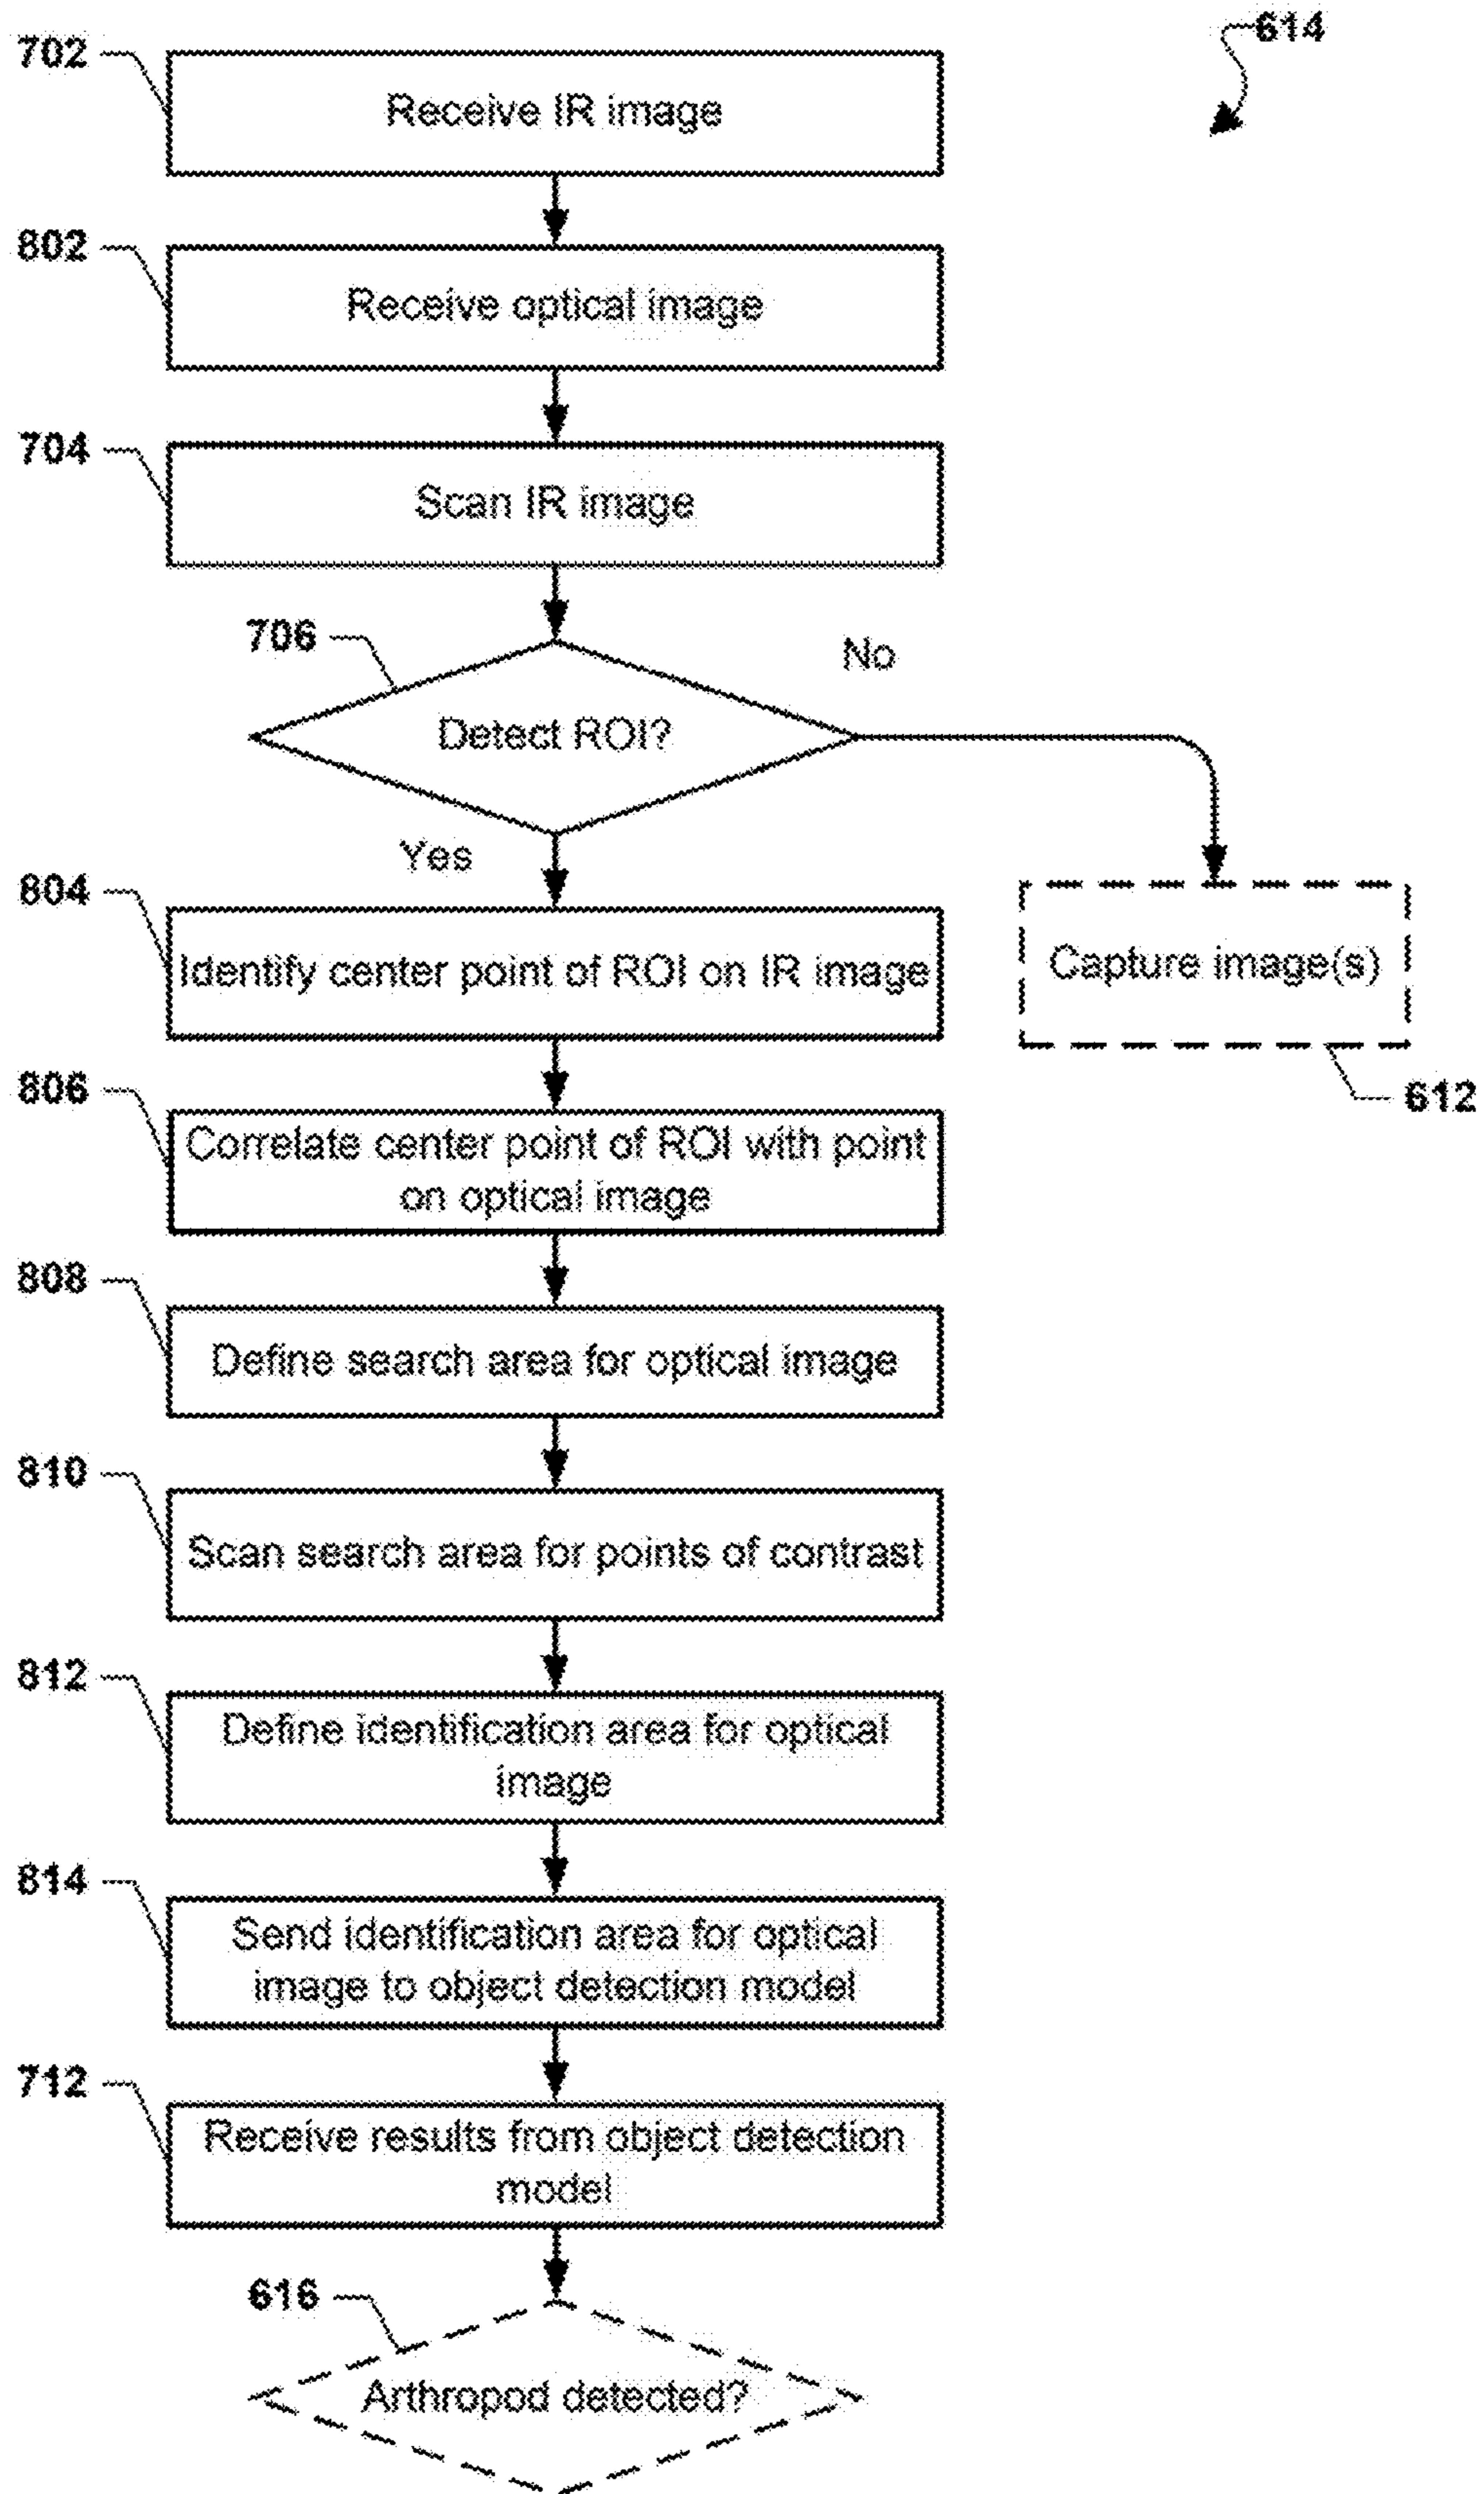 614
702
Receive IR image
802
Receive optical image
704
Scan IR image
706
Detect ROI?
No
Yes
804
Identify center point of ROI on IR image
Capture image(s)
612
806
Correlate center point of ROI with point
on optical image
808
Define search area for optical image
810
Scan search area for points of contrast
812
Define identification area for optical
image
814
Send identification area for optical
image to object detection model
712
Receive results from object detection
model
616
Arthropod detected?